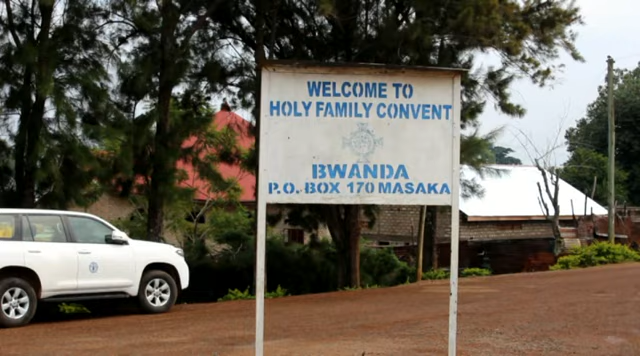 WELCOME TO
HOLY FAMILY CONVENT
BWANDA
P.O. BOX 170 MASAKA